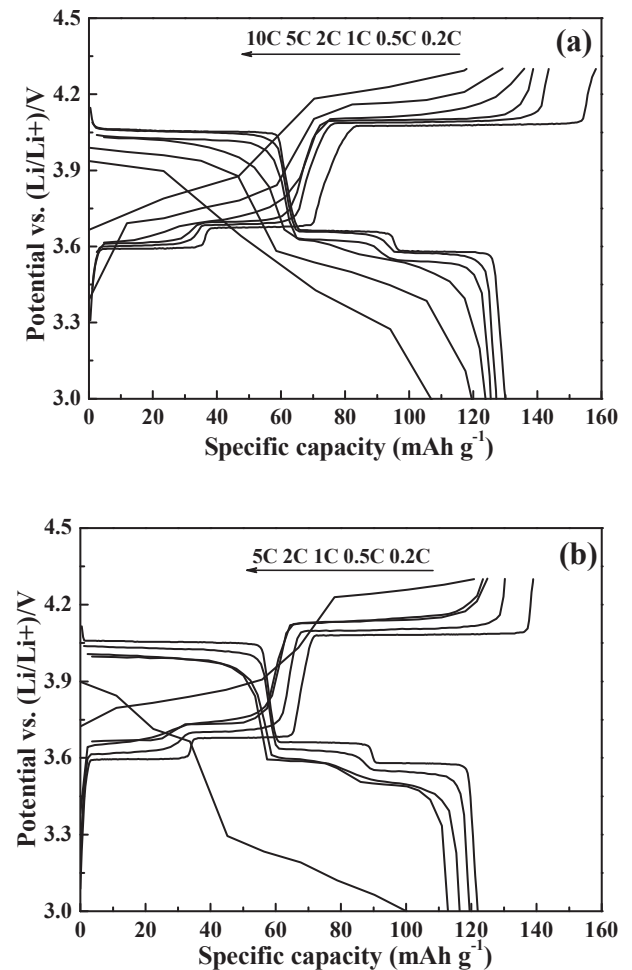 (a)
10C 5C 2C 1C 0.5C 0.2C
4.5
4.2
3.9
3.6
3.3
3.0
Potential vs. (Li/Li+)/V
0 20 40 60 80 100 120 140 160
Specific capacity (mAh g⁻¹)
(b)
5C 2C 1C 0.5C 0.2C
4.5
4.2
3.9
3.6
3.3
3.0
Potential vs. (Li/Li+)/V
0 20 40 60 80 100 120 140 160
Specific capacity (mAh g⁻¹)